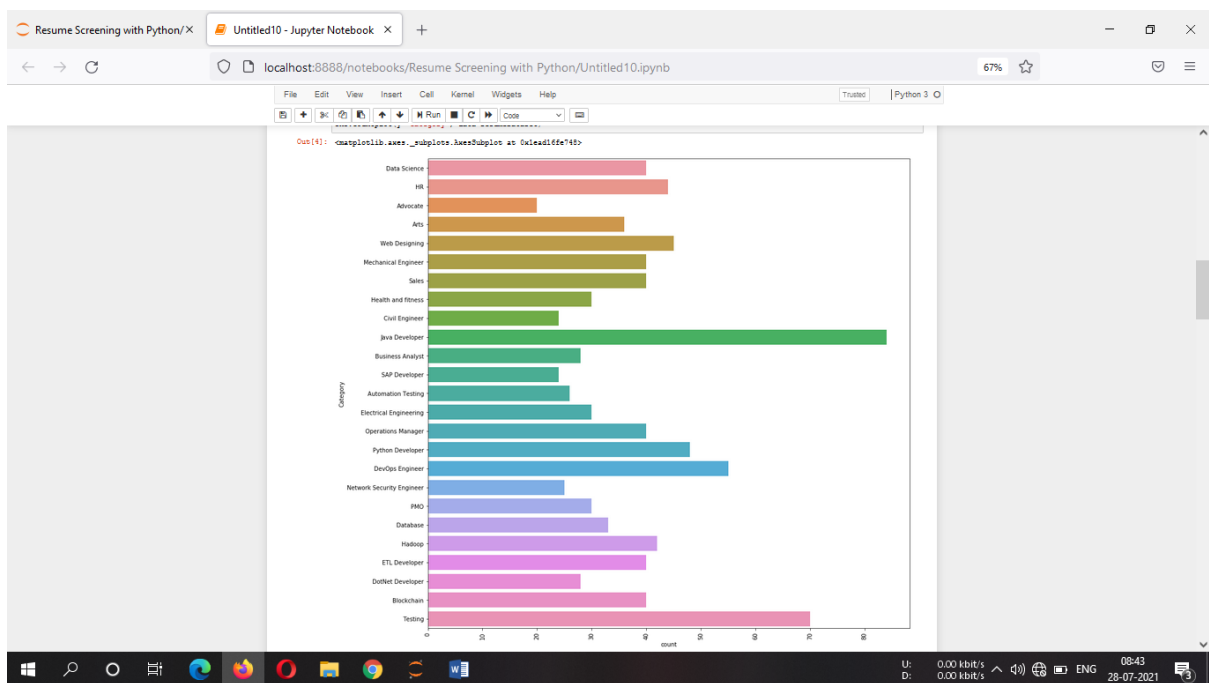 Resume Screening with Python/
Untitled10 - Jupyter Notebook
localhost:8888/notebooks/Resume Screening with Python/Untitled10.ipynb
67%
File Edit View Insert Cell Kernel Widgets Help
Trusted
Python 3
Run
Code
Out[4]: <matplotlib.axes._subplots.AxesSubplot at 0x1ead16fe748>
Data Science
HR
Advocate
Arts
Web Designing
Mechanical Engineer
Sales
Health and fitness
Civil Engineer
Java Developer
Business Analyst
SAP Developer
Automation Testing
Category
Electrical Engineering
Operations Manager
Python Developer
DevOps Engineer
Network Security Engineer
PMO
Database
Hadoop
ETL Developer
DotNet Developer
Blockchain
Testing
0 10 20 30 40 50 60 70 80
count
U: 0.00 kbit/s
D: 0.00 kbit/s
ENG
08:43
28-07-2021
3